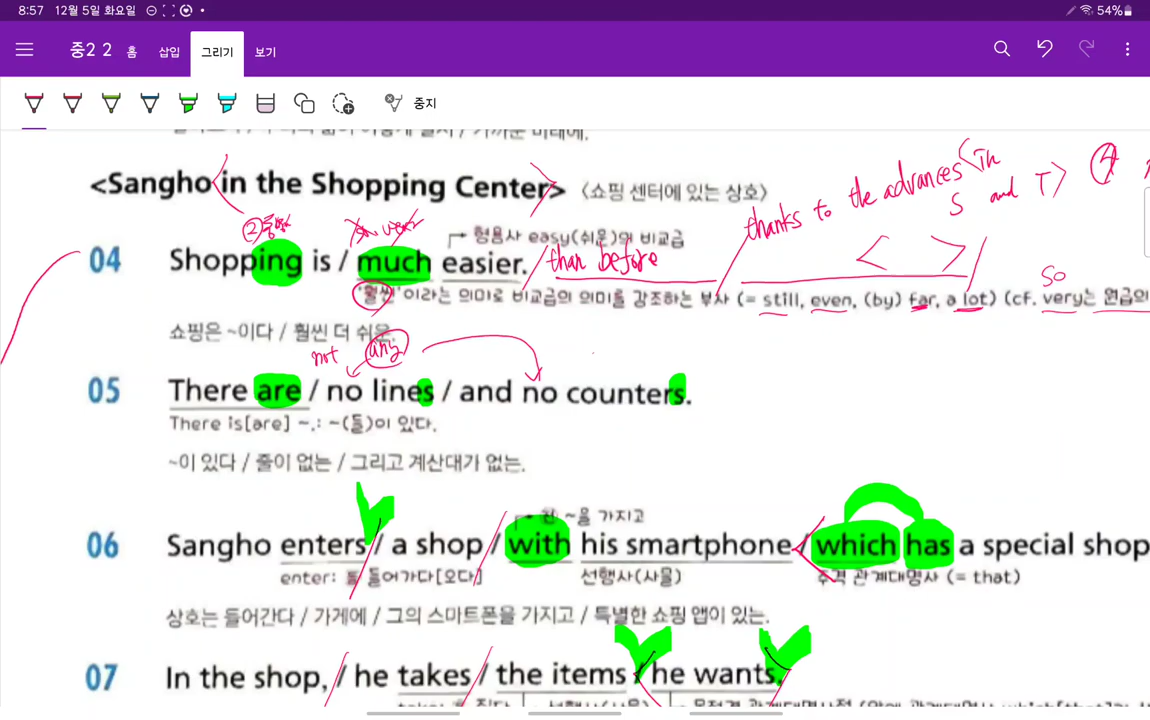 8:57 12월 5일 화요일 54%
중2 2 홈 삽입 그리기 보기
중지
<Sangho in the Shopping Center> 〈쇼핑 센터에 있는 상호〉
thanks to the advances <in S and T> ④
②
형용사 easy(쉬운)의 비교급
04 Shopping is / much easier. / than before < > /
so
'훨씬'이라는 의미로 비교급의 의미를 강조하는 부사 (= still, even, (by) far, a lot) (cf. very는 원급의
쇼핑은 ~이다 / 훨씬 더 쉬운.
not any
05 There are / no lines / and no counters.
There is[are] ~.: ~(들)이 있다.
~이 있다 / 줄이 없는 / 그리고 계산대가 없는.
~을 가지고
06 Sangho enters / a shop / with his smartphone / which has a special shop
enter: 들어가다[오다] 선행사(사물) 주격 관계대명사 (= that)
상호는 들어간다 / 가게에 / 그의 스마트폰을 가지고 / 특별한 쇼핑 앱이 있는.
07 In the shop, / he takes / the items / he wants.